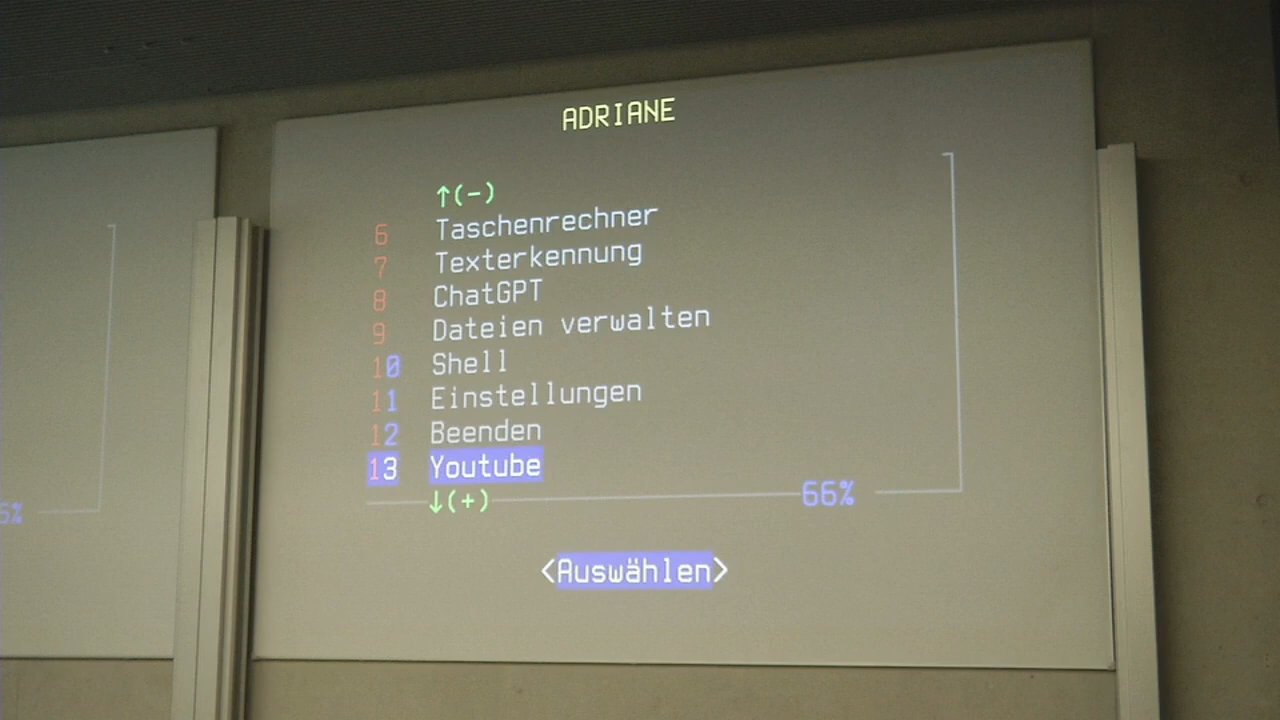 ADRIANE
↑(-)
6 Taschenrechner
7 Texterkennung
8 ChatGPT
9 Dateien verwalten
10 Shell
11 Einstellungen
12 Beenden
13 Youtube
↓(+) 66%
<Auswählen>
5%